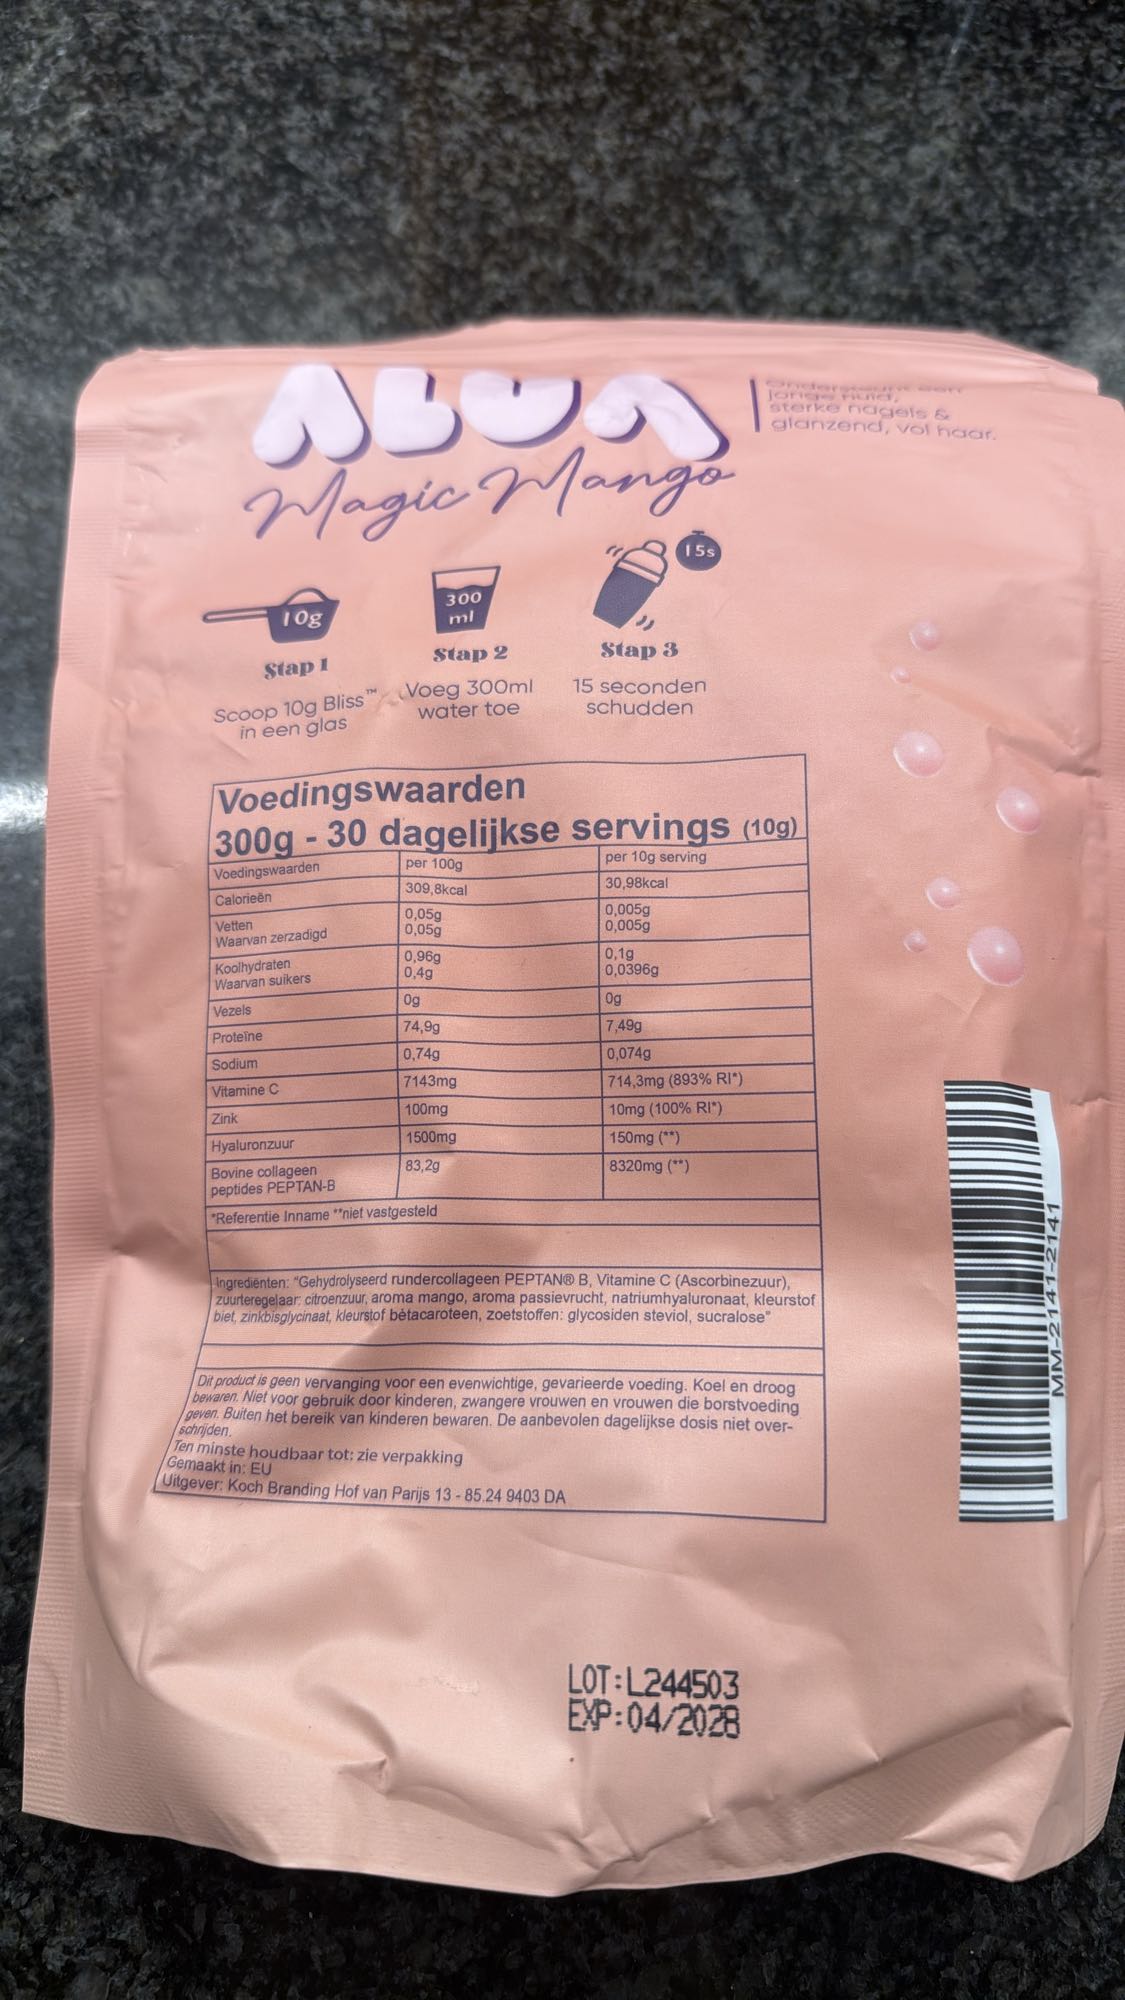 ALUA
Magic Mango
jonge huid,
sterke nagels &
glanzend, vol haar.
15s
10g
300
ml
Stap 1
Stap 2
Stap 3
Scoop 10g Bliss™
in een glas
Voeg 300ml
water toe
15 seconden
schudden
Voedingswaarden
300g - 30 dagelijkse servings (10g)
Voedingswaarden per 100g per 10g serving
Calorieën 309,8kcal 30,98kcal
Vetten 0,05g 0,005g
Waarvan zerzadigd 0,05g 0,005g
Koolhydraten 0,96g 0,1g
Waarvan suikers 0,4g 0,0396g
Vezels 0g 0g
Proteïne 74,9g 7,49g
Sodium 0,74g 0,074g
Vitamine C 7143mg 714,3mg (893% RI*)
Zink 100mg 10mg (100% RI*)
Hyaluronzuur 1500mg 150mg (**)
Bovine collageen 83,2g 8320mg (**)
peptides PEPTAN-B
*Referentie Inname **niet vastgesteld
Ingrediënten: "Gehydrolyseerd rundercollageen PEPTAN® B, Vitamine C (Ascorbinezuur),
zuurteregelaar: citroenzuur, aroma mango, aroma passievrucht, natriumhyaluronaat, kleurstof
biet, zinkbisglycinaat, kleurstof bètacaroteen, zoetstoffen: glycosiden steviol, sucralose"
Dit product is geen vervanging voor een evenwichtige, gevarieerde voeding. Koel en droog
bewaren. Niet voor gebruik door kinderen, zwangere vrouwen en vrouwen die borstvoeding
geven. Buiten het bereik van kinderen bewaren. De aanbevolen dagelijkse dosis niet over-
schrijden.
Ten minste houdbaar tot: zie verpakking
Gemaakt in: EU
Uitgever: Koch Branding Hof van Parijs 13 - 85.24 9403 DA
MM-2141-2141
LOT:L244503
EXP:04/2028